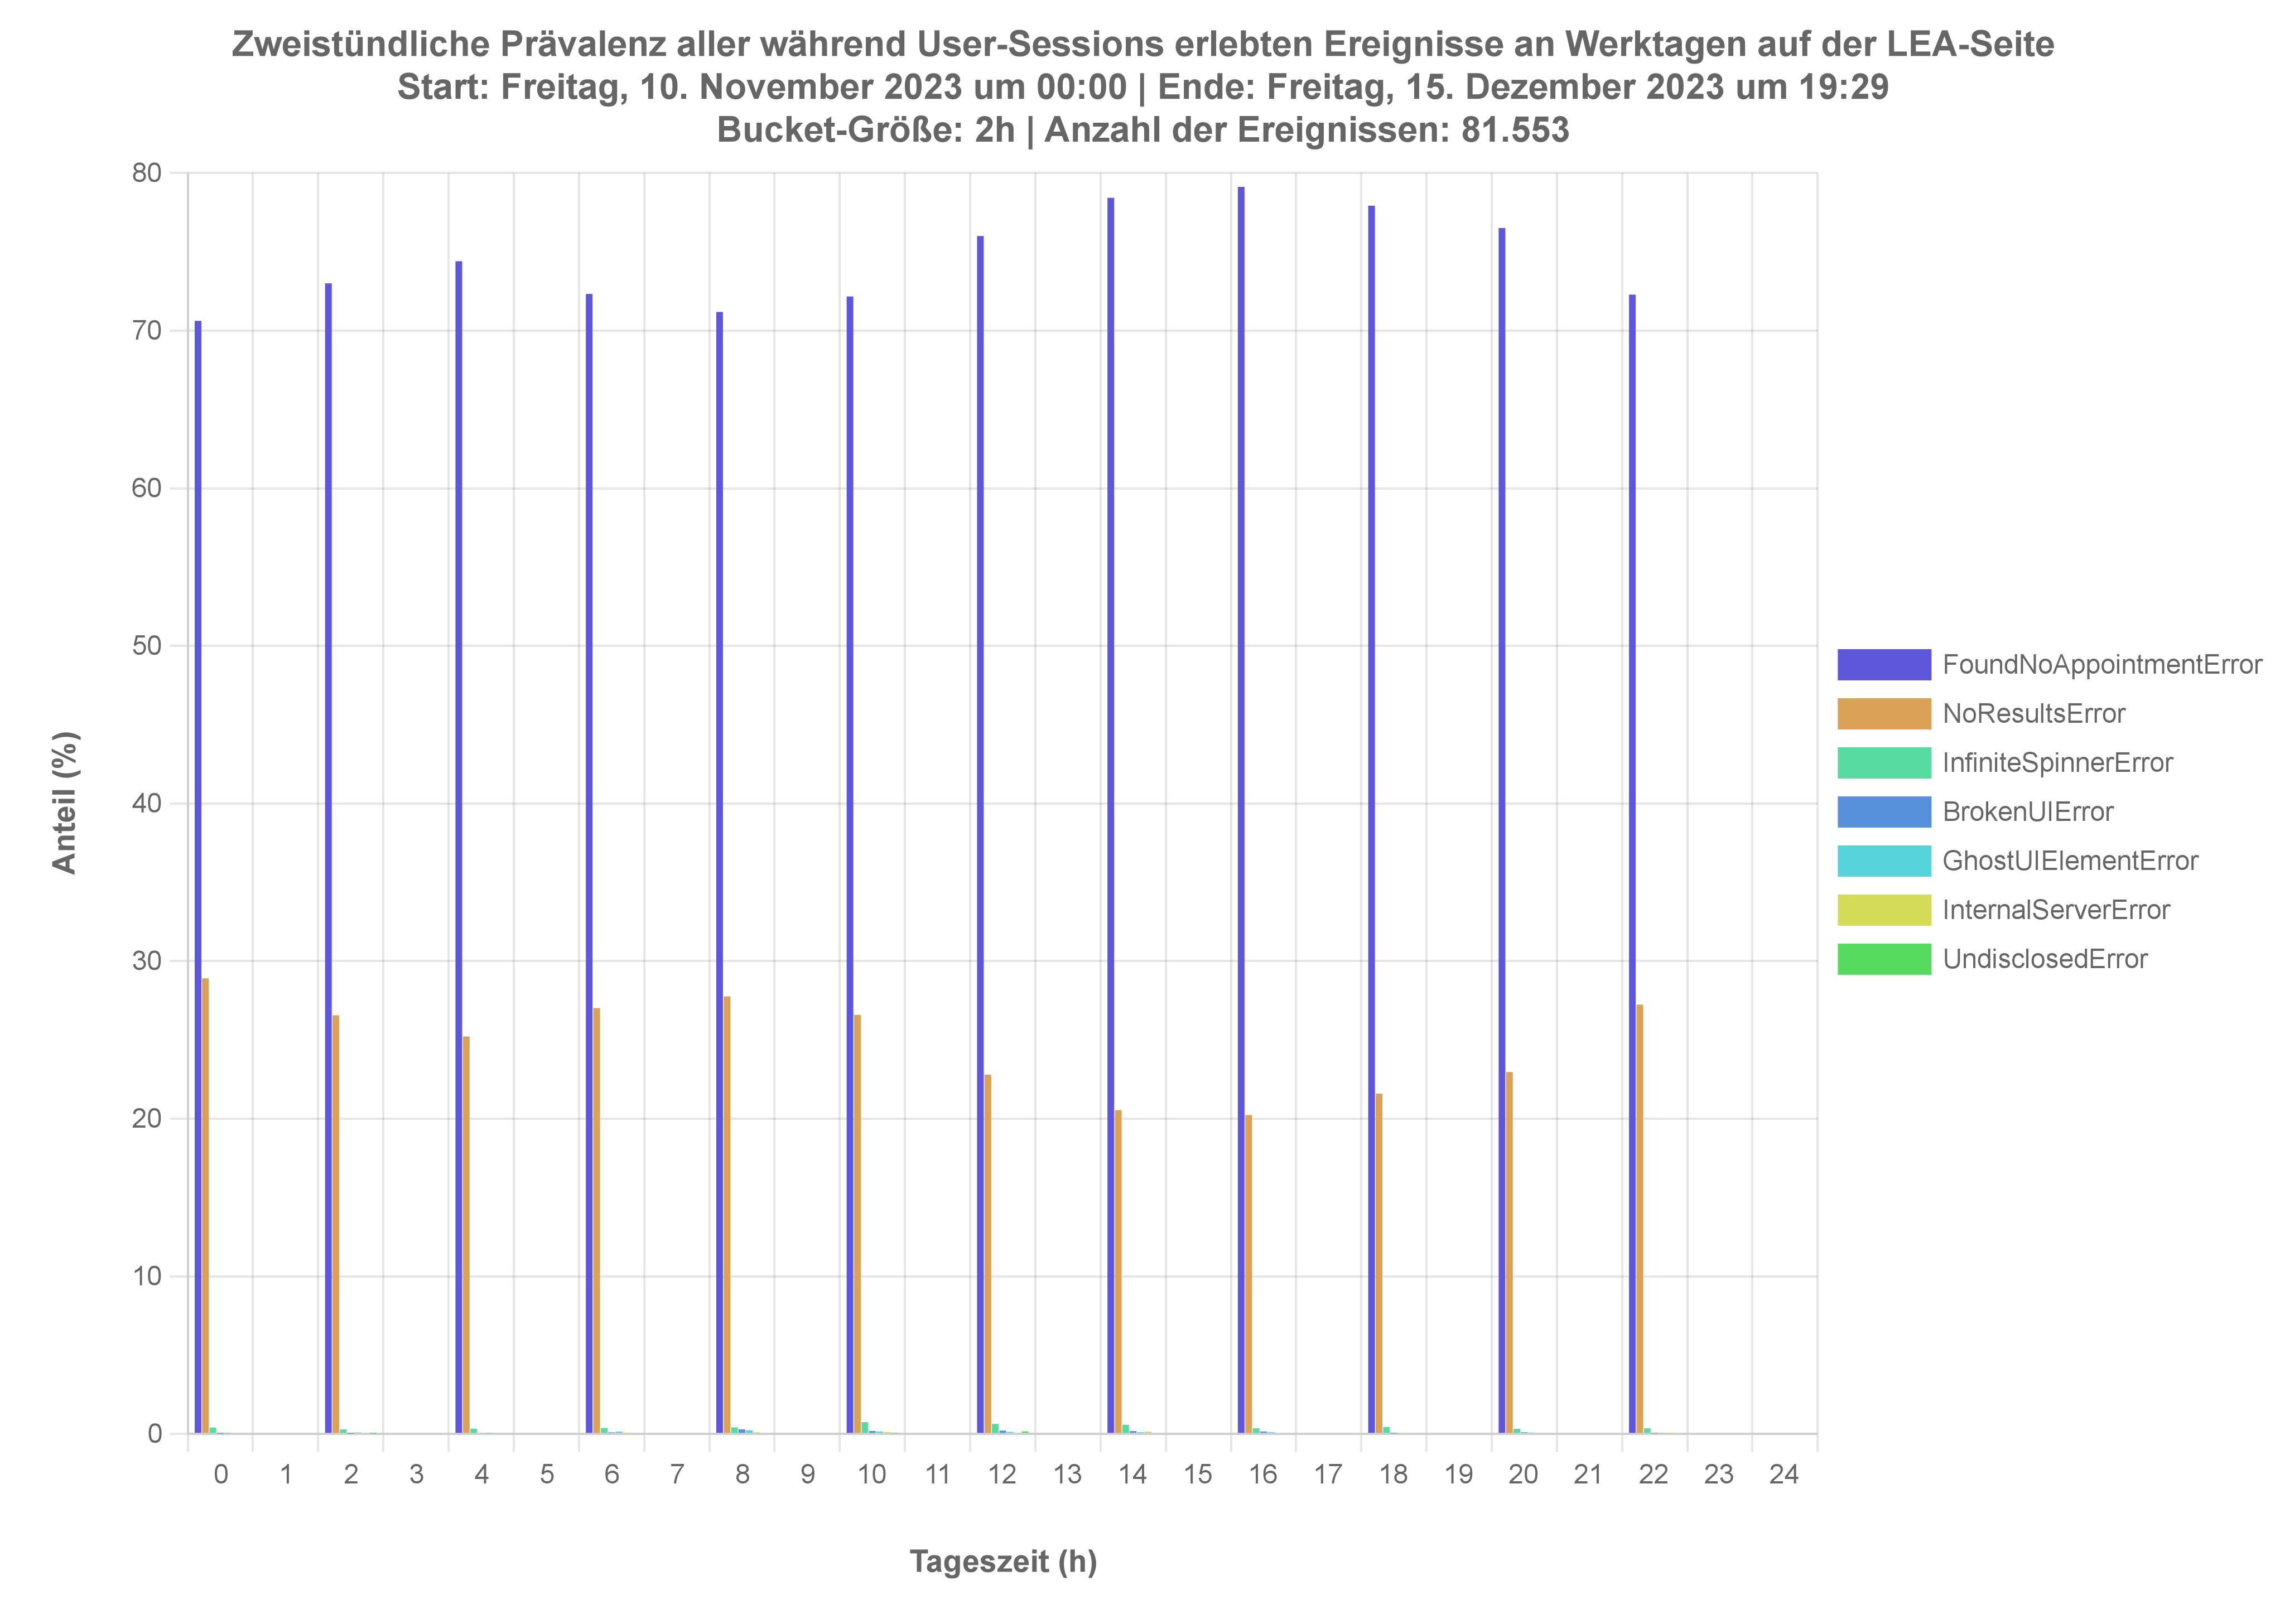 Zweistündliche Prävalenz aller während User-Sessions erlebten Ereignisse an Werktagen auf der LEA-Seite
Start: Freitag, 10. November 2023 um 00:00 | Ende: Freitag, 15. Dezember 2023 um 19:29
Bucket-Größe: 2h | Anzahl der Ereignissen: 81.553
80
70
60
50
40
30
20
10
0
Anteil (%)
0 1 2 3 4 5 6 7 8 9 10 11 12 13 14 15 16 17 18 19 20 21 22 23 24
Tageszeit (h)
FoundNoAppointmentError
NoResultsError
InfiniteSpinnerError
BrokenUIError
GhostUIElementError
InternalServerError
UndisclosedError